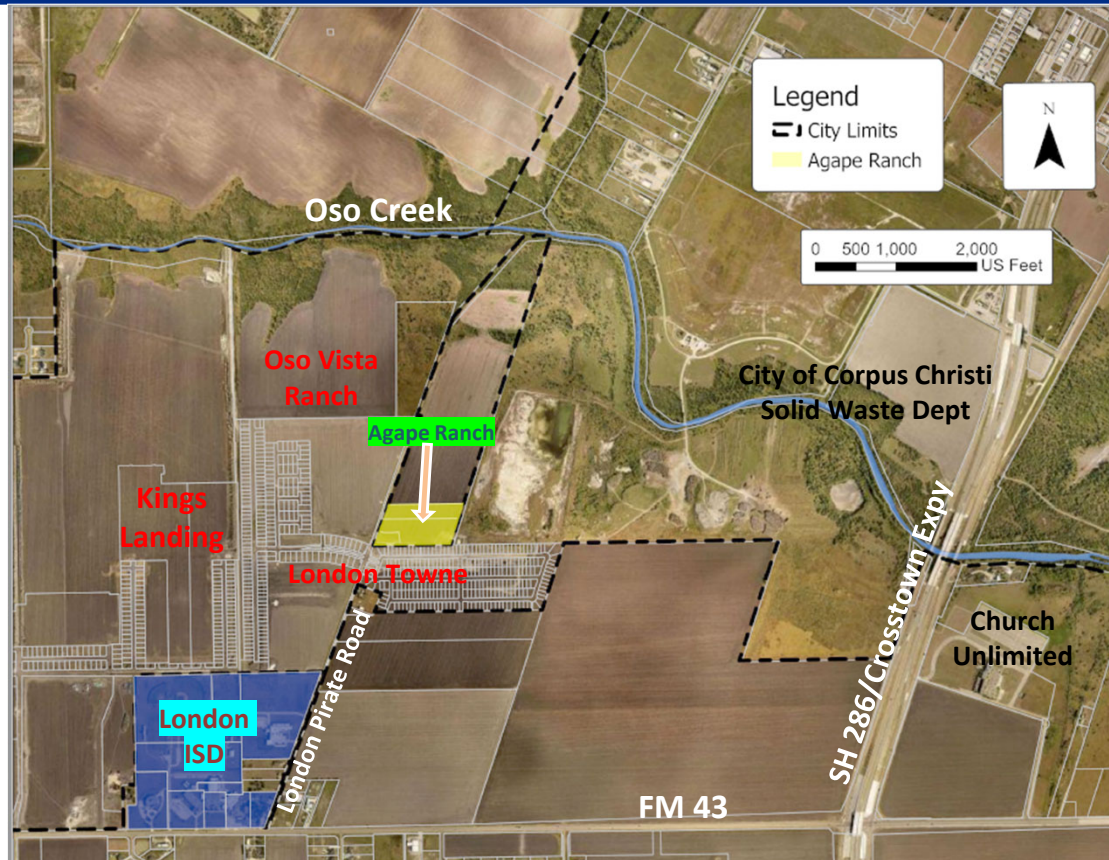 Legend
City Limits
Agape Ranch
N
0 500 1,000 2,000
US Feet
Oso Creek
Oso Vista
Ranch
Agape Ranch
City of Corpus Christi
Solid Waste Dept
Kings
Landing
London Towne
London Pirate Road
SH 286/Crosstown Expy
Church
Unlimited
London
ISD
FM 43